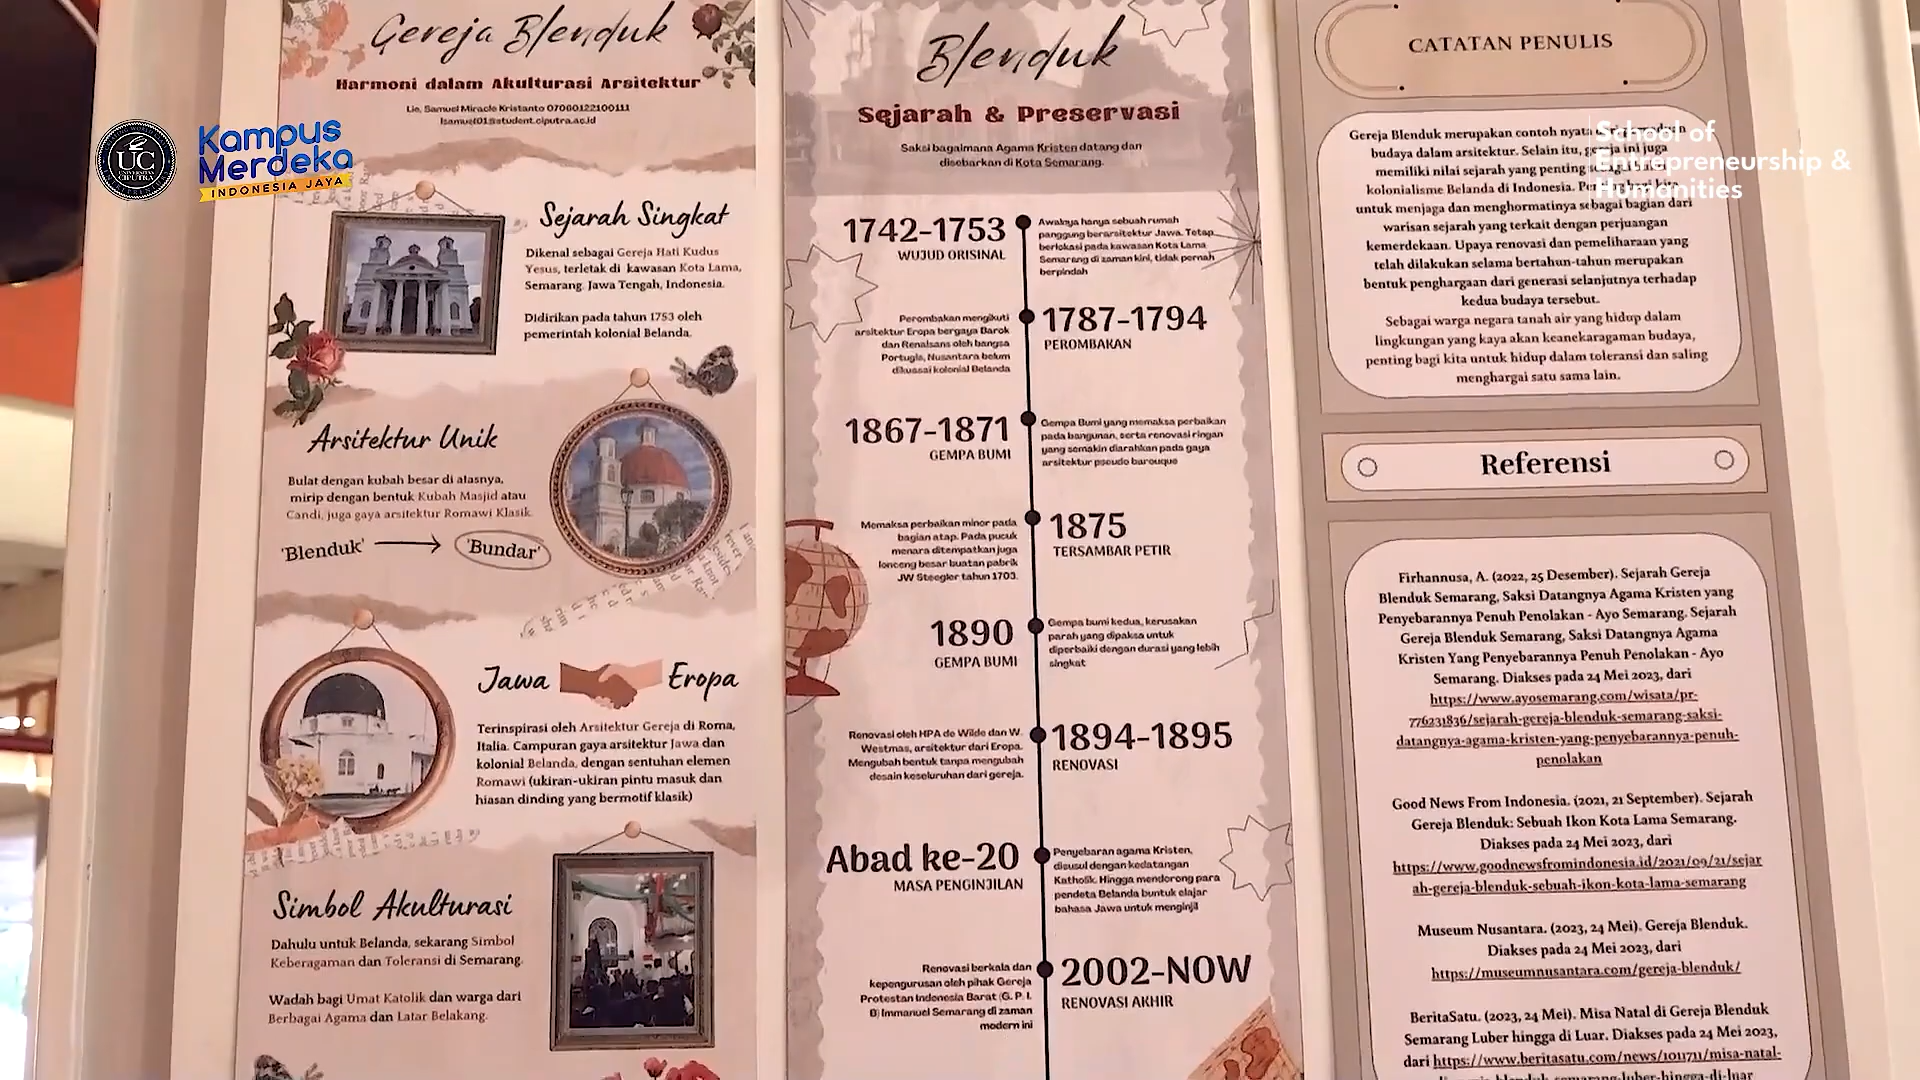 Gereja Blenduk
Harmoni dalam Akulturasi Arsitektur
Lie, Samuel Miracle Kristanto 07060122100111
lsamuel01@student.ciputra.ac.id
UC
UNIVERSITAS
CIPUTRA
Kampus
Merdeka
INDONESIA JAYA
Sejarah Singkat
Dikenal sebagai Gereja Hati Kudus
Yesus, terletak di kawasan Kota Lama,
Semarang, Jawa Tengah, Indonesia.
Didirikan pada tahun 1753 oleh
pemerintah kolonial Belanda.
Arsitektur Unik
Bulat dengan kubah besar di atasnya,
mirip dengan bentuk Kubah Masjid atau
Candi, juga gaya arsitektur Romawi Klasik.
'Blenduk' 'Bundar'
Jawa Eropa
Terinspirasi oleh Arsitektur Gereja di Roma,
Italia. Campuran gaya arsitektur Jawa dan
kolonial Belanda, dengan sentuhan elemen
Romawi (ukiran-ukiran pintu masuk dan
hiasan dinding yang bermotif klasik)
Simbol Akulturasi
Dahulu untuk Belanda, sekarang Simbol
Keberagaman dan Toleransi di Semarang.
Wadah bagi Umat Katolik dan warga dari
Berbagai Agama dan Latar Belakang.
Blenduk
Sejarah & Preservasi
Saksi bagaimana Agama Kristen datang dan
disebarkan di Kota Semarang.
1742-1753
WUJUD ORISINAL
Awalnya hanya sebuah rumah
panggung berarsitektur Jawa. Tetap
berlokasi pada kawasan Kota Lama
Semarang di zaman kini, tidak pernah
berpindah
1787-1794
PEROMBAKAN
Perombakan mengikuti
arsitektur Eropa bergaya Barok
dan Renaisans oleh bangsa
Portugis, Nusantara belum
dikuasai kolonial Belanda
1867-1871
GEMPA BUMI
Gempa Bumi yang memaksa perbaikan
pada bangunan, serta renovasi ringan
yang semakin diarahkan pada gaya
arsitektur pseudo barouque
1875
TERSAMBAR PETIR
Memaksa perbaikan minor pada
bagian atap. Pada pucuk
menara ditempatkan juga
lonceng besar buatan pabrik
JW Steegler tahun 1703.
1890
GEMPA BUMI
Gempa bumi kedua, kerusakan
parah yang dipaksa untuk
diperbaiki dengan durasi yang lebih
singkat
1894-1895
RENOVASI
Renovasi oleh HPA de Wilde dan W.
Westmas, arsitektur dari Eropa.
Mengubah bentuk tanpa mengubah
desain keseluruhan dari gereja.
Abad ke-20
MASA PENGINJILAN
Penyebaran agama Kristen,
disusul dengan kedatangan
Katholik. Hingga mendorong para
pendeta Belanda buntuk elajar
bahasa Jawa untuk menginjil
2002-NOW
RENOVASI AKHIR
Renovasi berkala dan
kepengurusan oleh pihak Gereja
Protestan Indonesia Barat (G. P. I.
B) Immanuel Semarang di zaman
modern ini
CATATAN PENULIS
School of
Entrepreneurship &
Humanities
Gereja Blenduk merupakan contoh nyata
budaya dalam arsitektur. Selain itu, gereja ini juga
memiliki nilai sejarah yang penting
kolonialisme Belanda di Indonesia.
untuk menjaga dan menghormatinya sebagai bagian dari
warisan sejarah yang terkait dengan perjuangan
kemerdekaan. Upaya renovasi dan pemeliharaan yang
telah dilakukan selama bertahun-tahun merupakan
bentuk penghargaan dari generasi selanjutnya terhadap
kedua budaya tersebut.
Sebagai warga negara tanah air yang hidup dalam
lingkungan yang kaya akan keanekaragaman budaya,
penting bagi kita untuk hidup dalam toleransi dan saling
menghargai satu sama lain.
Referensi
Firhannusa, A. (2022, 25 Desember). Sejarah Gereja
Blenduk Semarang, Saksi Datangnya Agama Kristen yang
Penyebarannya Penuh Penolakan - Ayo Semarang. Sejarah
Gereja Blenduk Semarang, Saksi Datangnya Agama
Kristen Yang Penyebarannya Penuh Penolakan - Ayo
Semarang. Diakses pada 24 Mei 2023, dari
https://www.ayosemarang.com/wisata/pr-
776231836/sejarah-gereja-blenduk-semarang-saksi-
datangnya-agama-kristen-yang-penyebarannya-penuh-
penolakan
Good News From Indonesia. (2021, 21 September). Sejarah
Gereja Blenduk: Sebuah Ikon Kota Lama Semarang.
Diakses pada 24 Mei 2023, dari
https://www.goodnewsfromindonesia.id/2021/09/21/sejar
ah-gereja-blenduk-sebuah-ikon-kota-lama-semarang
Museum Nusantara. (2023, 24 Mei). Gereja Blenduk.
Diakses pada 24 Mei 2023, dari
https://museumnusantara.com/gereja-blenduk/
BeritaSatu. (2023, 24 Mei). Misa Natal di Gereja Blenduk
Semarang Luber hingga di Luar. Diakses pada 24 Mei 2023,
dari https://www.beritasatu.com/news/1011711/misa-natal-